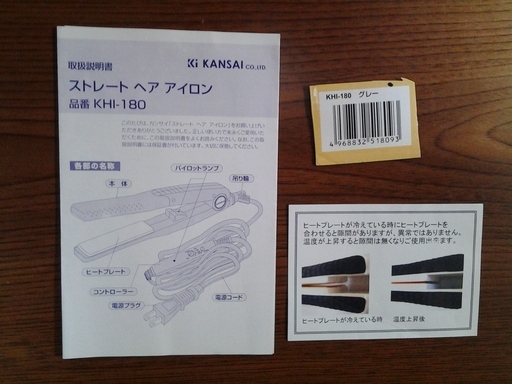 取扱説明書
Ki KANSAI CO.,LTD
ストレート ヘア アイロン
品番 KHI-180
各部の名称
パイロットランプ
本体
吊り輪
ヒートプレート
コントローラー
電源コード
電源プラグ
KHI-180 グレー
4 968832 518093
ヒートプレートが冷えている時にヒートプレートを
合わせると隙間がありますが、異常ではありません。
温度が上昇すると隙間は無くなりご使用出来ます。
ヒートプレートが冷えている時 温度上昇後